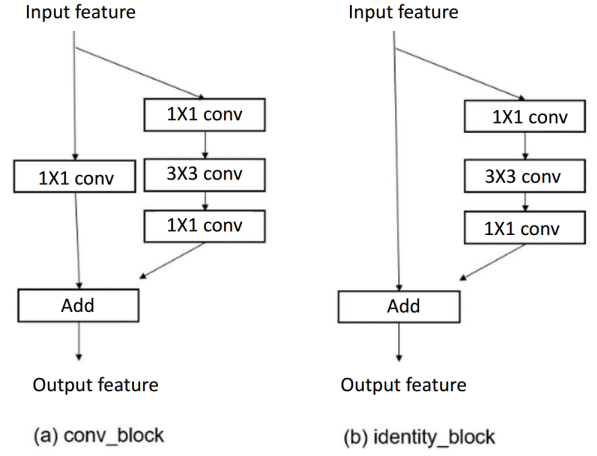 Input feature
1X1 conv
1X1 conv
3X3 conv
1X1 conv
Add
Output feature
(a) conv_block
Input feature
1X1 conv
3X3 conv
1X1 conv
Add
Output feature
(b) identity_block